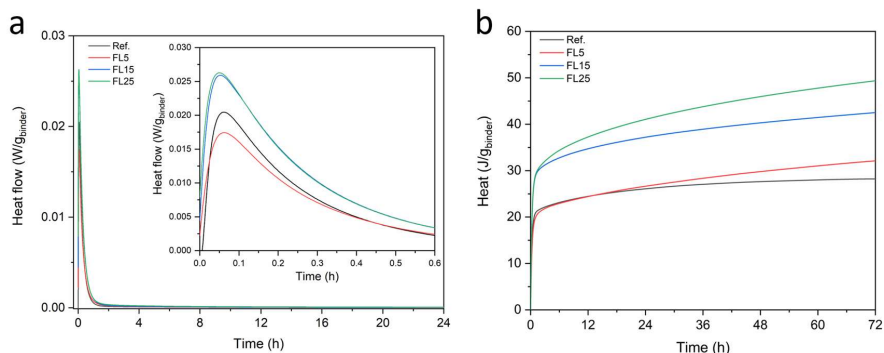 a
Heat flow (W/g_binder)
0.03
0.02
0.01
0.00
0
4
8
12
16
20
24
Time (h)
Ref.
FL5
FL15
FL25
Heat flow (W/g_binder)
0.030
0.025
0.020
0.015
0.010
0.005
0.000
0.0
0.1
0.2
0.3
0.4
0.5
0.6
Time (h)
b
Heat (J/g_binder)
60
50
40
30
20
10
0
0
12
24
36
48
60
72
Time (h)
Ref.
FL5
FL15
FL25